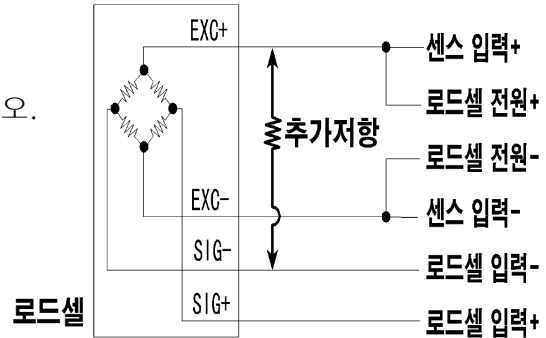 EXC+
센스 입력+
오.
로드셀 전원+
추가저항
로드셀 전원-
EXC-
센스 입력-
SIG-
로드셀 입력-
SIG+
로드셀
로드셀 입력+